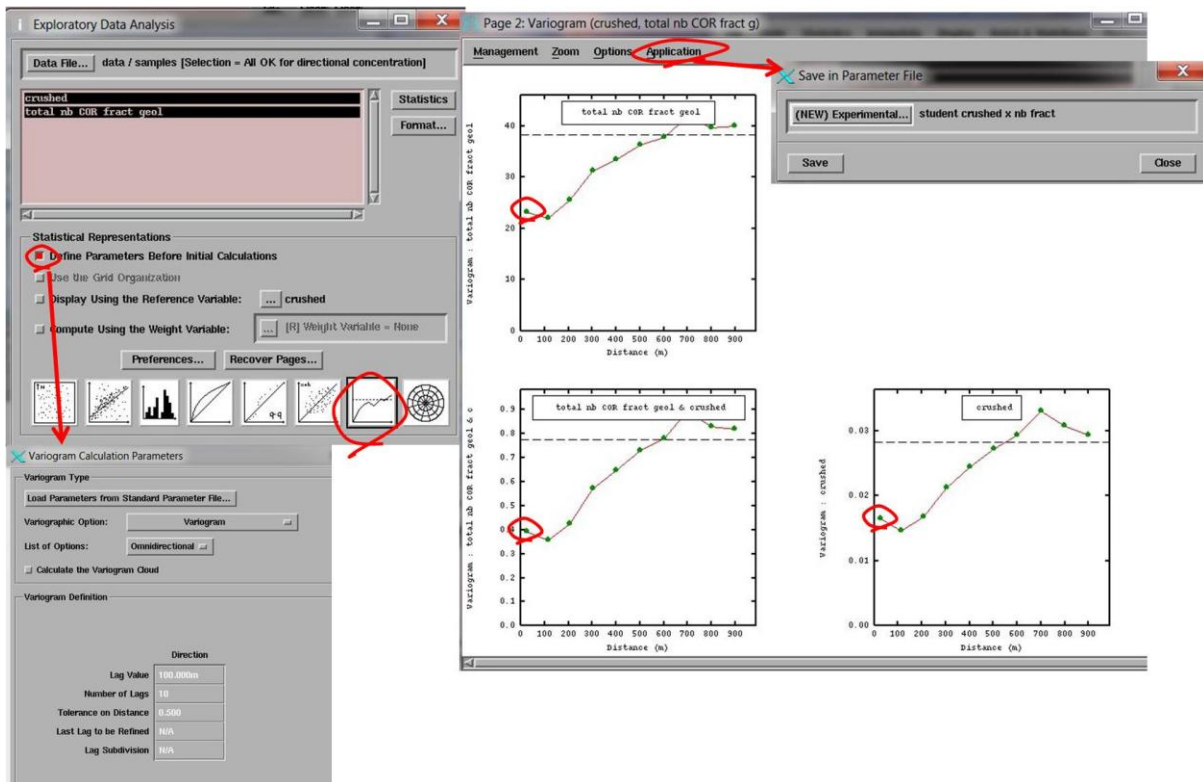 Exploratory Data Analysis
Data File... data / samples [Selection = All OK for directional concentration]
crushed
total nb COR fract geol
Statistics
Format...
Statistical Representations
Define Parameters Before Initial Calculations
Use the Grid Organization
Display Using the Reference Variable: ... crushed
Compute Using the Weight Variable: ... [R] Weight Variable = None
Preferences... Recover Pages...
q-q
Variogram Calculation Parameters
Variogram Type
Load Parameters from Standard Parameter File...
Variographic Option: Variogram
List of Options: Omnidirectional
Calculate the Variogram Cloud
Variogram Definition
Direction
Lag Value 100.000m
Number of Lags 10
Tolerance on Distance 0.500
Last Lag to be Refined N/A
Lag Subdivision N/A
Page 2: Variogram (crushed, total nb COR fract g)
Management Zoom Options Application
Save in Parameter File
(NEW) Experimental... student crushed x nb fract
Save Close
total nb COR fract geol
Variogram : total nb COR fract geol
40
30
20
10
0
0 100 200 300 400 500 600 700 800 900
Distance (m)
total nb COR fract geol & crushed
Variogram : total nb COR fract geol & c
0.9
0.8
0.7
0.6
0.5
0.4
0.3
0.2
0.1
0.0
0 100 200 300 400 500 600 700 800 900
Distance (m)
crushed
Variogram : crushed
0.03
0.02
0.01
0.00
0 100 200 300 400 500 600 700 800 900
Distance (m)